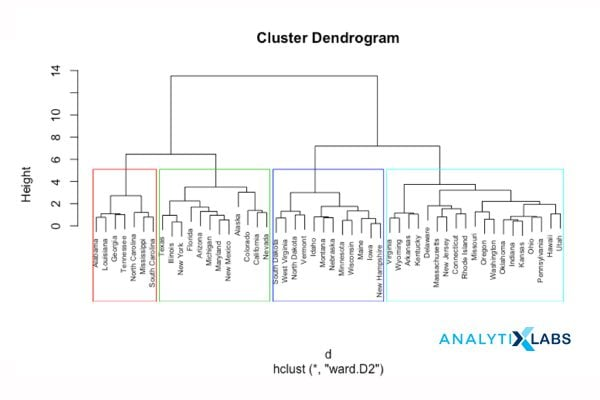 Cluster Dendrogram
Height
14
12
10
8
6
4
2
0
Alabama
Louisiana
Georgia
Tennessee
North Carolina
Mississippi
South Carolina
Texas
Illinois
New York
Florida
Arizona
Michigan
Maryland
New Mexico
Alaska
Colorado
California
Nevada
South Dakota
West Virginia
North Dakota
Vermont
Idaho
Montana
Nebraska
Minnesota
Wisconsin
Maine
Iowa
New Hampshire
Virginia
Wyoming
Arkansas
Kentucky
Delaware
Massachusetts
New Jersey
Connecticut
Rhode Island
Missouri
Oregon
Washington
Oklahoma
Indiana
Kansas
Ohio
Pennsylvania
Hawaii
Utah
ANALYTIXLABS
d
hclust (*, "ward.D2")